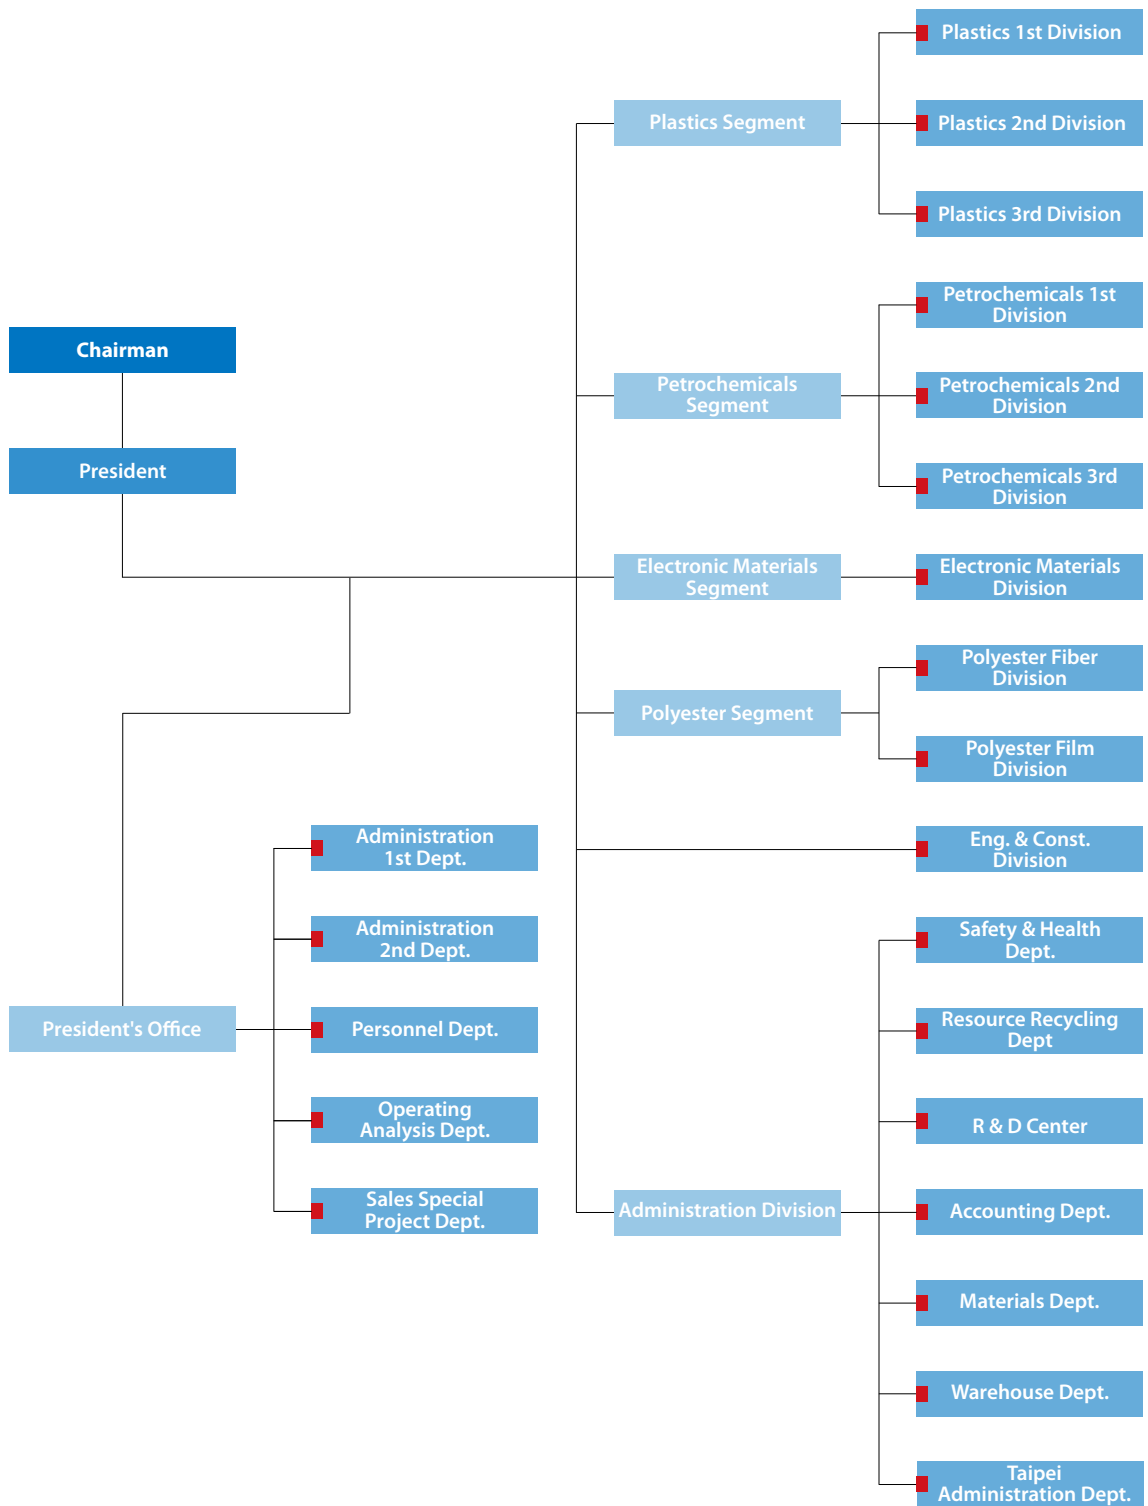 Chairman
President
President's Office
Administration
1st Dept.
Administration
2nd Dept.
Personnel Dept.
Operating
Analysis Dept.
Sales Special
Project Dept.
Plastics Segment
Plastics 1st Division
Plastics 2nd Division
Plastics 3rd Division
Petrochemicals
Segment
Petrochemicals 1st
Division
Petrochemicals 2nd
Division
Petrochemicals 3rd
Division
Electronic Materials
Segment
Electronic Materials
Division
Polyester Segment
Polyester Fiber
Division
Polyester Film
Division
Eng. & Const.
Division
Administration Division
Safety & Health
Dept.
Resource Recycling
Dept
R & D Center
Accounting Dept.
Materials Dept.
Warehouse Dept.
Taipei
Administration Dept.